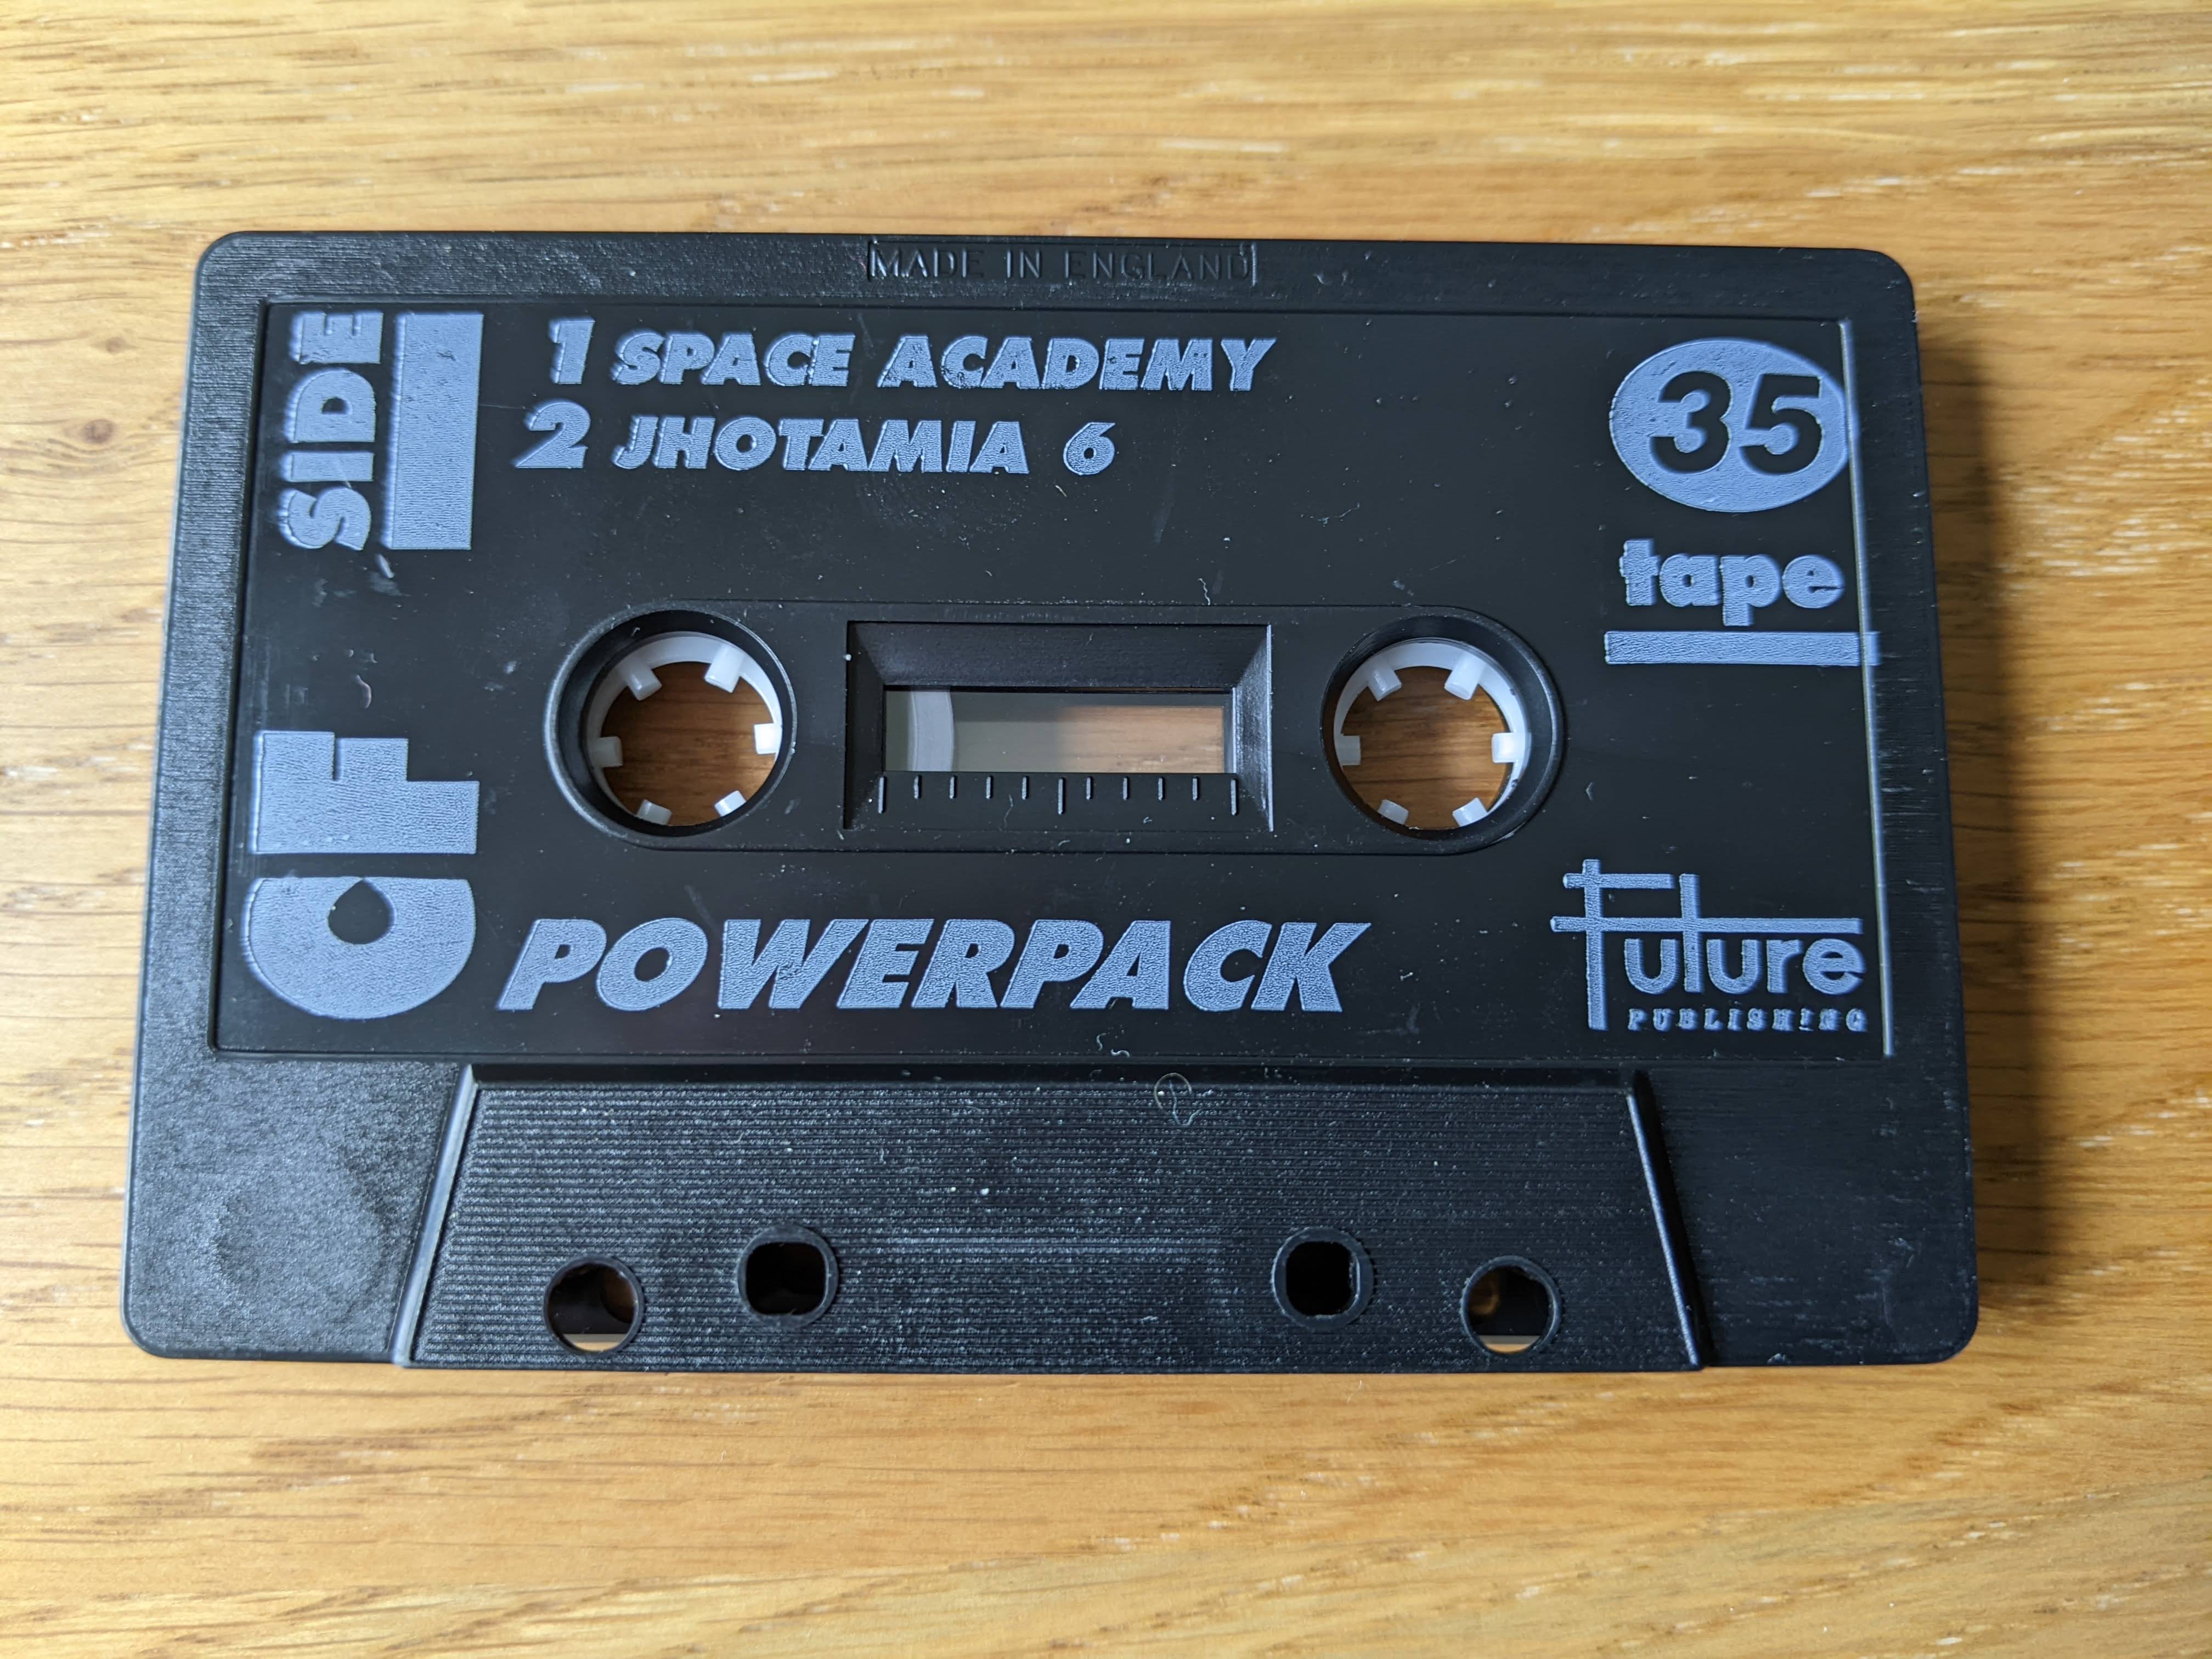 MADE IN ENGLAND
SIDE 1
1 SPACE ACADEMY
2 JHOTAMIA 6
35
tape
CF
POWERPACK
Future
PUBLISHING